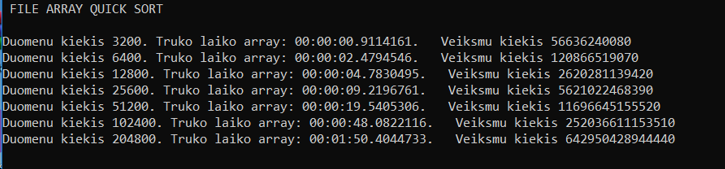 FILE ARRAY QUICK SORT
Duomenu kiekis 3200. Truko laiko array: 00:00:00.9114161. Veiksmu kiekis 56636240080
Duomenu kiekis 6400. Truko laiko array: 00:00:02.4794546. Veiksmu kiekis 120866519070
Duomenu kiekis 12800. Truko laiko array: 00:00:04.7830495. Veiksmu kiekis 2620281139420
Duomenu kiekis 25600. Truko laiko array: 00:00:09.2196761. Veiksmu kiekis 5621022468390
Duomenu kiekis 51200. Truko laiko array: 00:00:19.5405306. Veiksmu kiekis 11696645155520
Duomenu kiekis 102400. Truko laiko array: 00:00:48.0822116. Veiksmu kiekis 252036611153510
Duomenu kiekis 204800. Truko laiko array: 00:01:50.4044733. Veiksmu kiekis 642950428944440